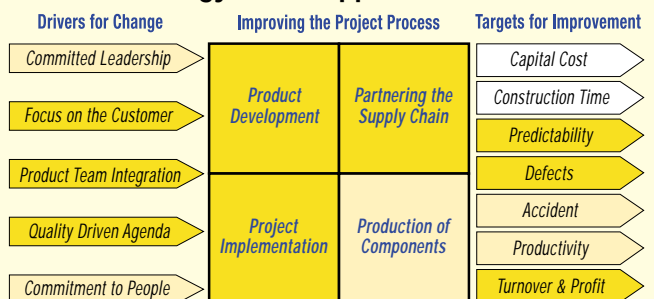 Drivers for Change
Improving the Project Process
Targets for Improvement
Committed Leadership
Focus on the Customer
Product Team Integration
Quality Driven Agenda
Commitment to People
Product
Development
Partnering the
Supply Chain
Project
Implementation
Production of
Components
Capital Cost
Construction Time
Predictability
Defects
Accident
Productivity
Turnover & Profit